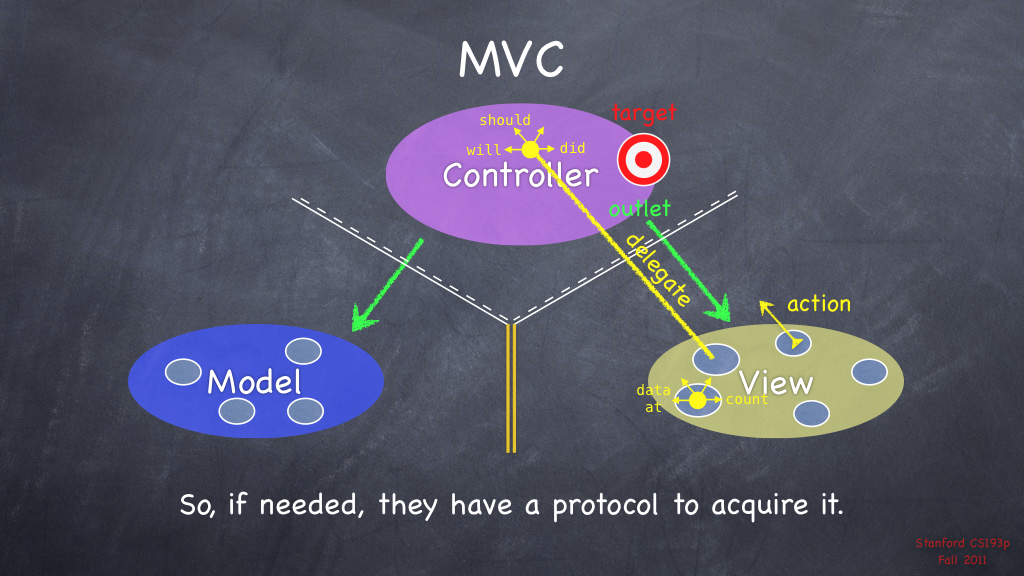 MVC
target
should
will
did
Controller
outlet
delegate
action
Model
View
data
at
count
So, if needed, they have a protocol to acquire it.
Stanford CS193p
Fall 2011